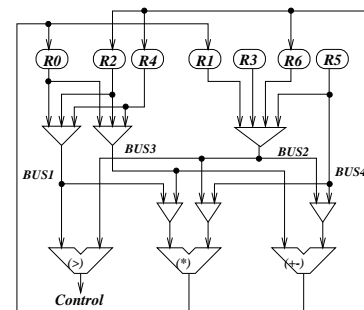 R0 R2 R4 R1 R3 R6 R5
BUS3
BUS2
BUS1 BUS4
(>) (*) (+-)
Control